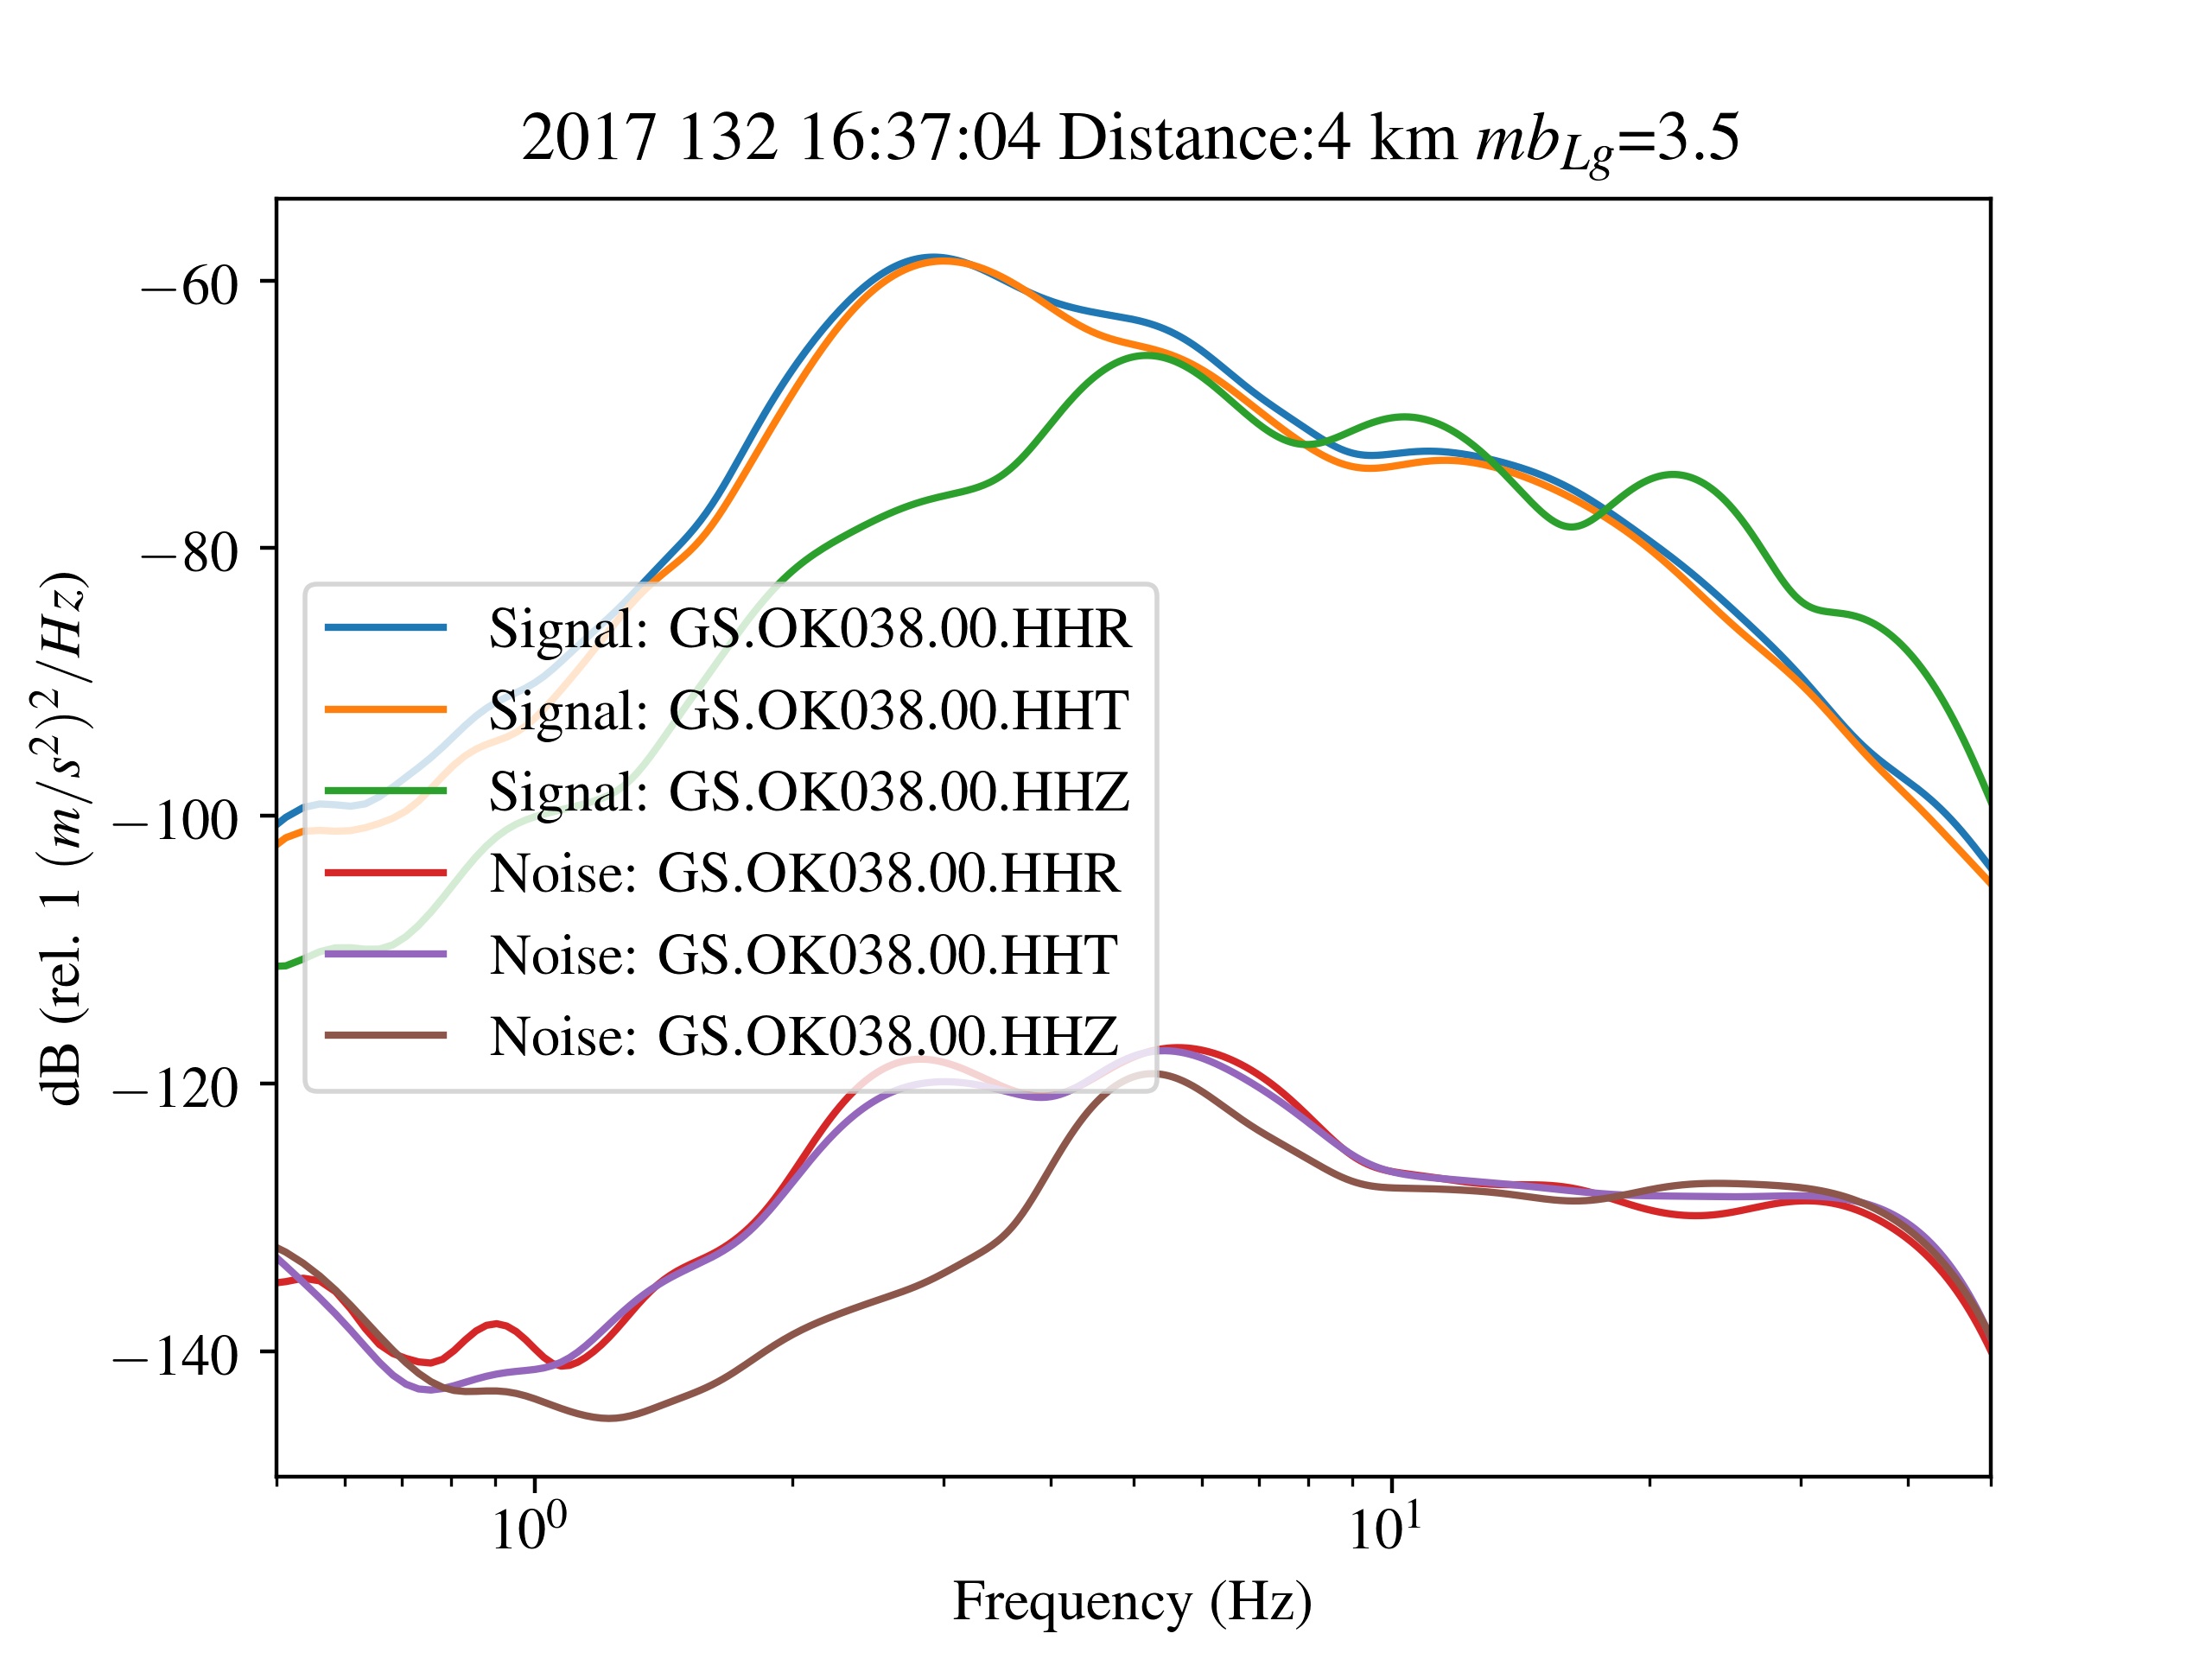 2017 132 16:37:04 Distance:4 km mb_{Lg}=3.5
dB (rel. 1 (m/s²)²/Hz)
−60
−80
−100
−120
−140
Signal: GS.OK038.00.HHR
Signal: GS.OK038.00.HHT
Signal: GS.OK038.00.HHZ
Noise: GS.OK038.00.HHR
Noise: GS.OK038.00.HHT
Noise: GS.OK038.00.HHZ
10⁰ 10¹
Frequency (Hz)